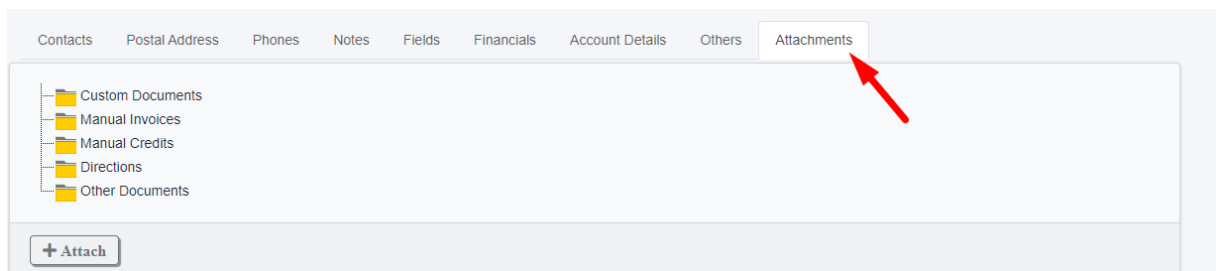 Contacts Postal Address Phones Notes Fields Financials Account Details Others Attachments
Custom Documents
Manual Invoices
Manual Credits
Directions
Other Documents
+ Attach